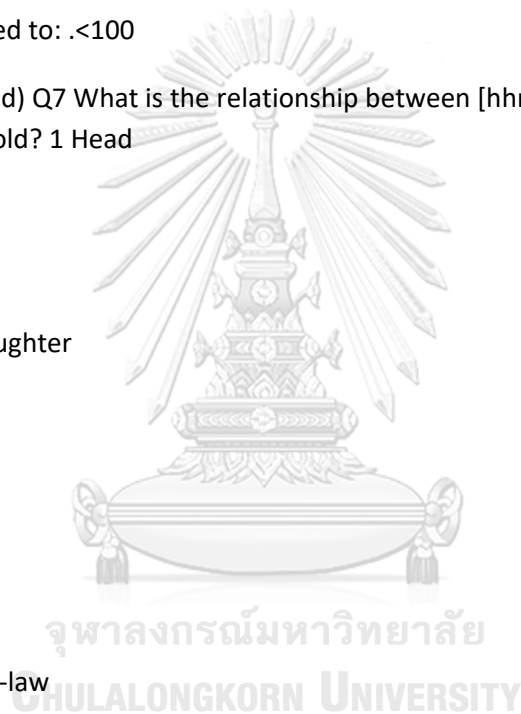 ed to: .<100
d) Q7 What is the relationship between [hhr
old? 1 Head
ughter
จุฬาลงกรณ์มหาวิทยาลัย
-law
CHULALONGKORN UNIVERSITY